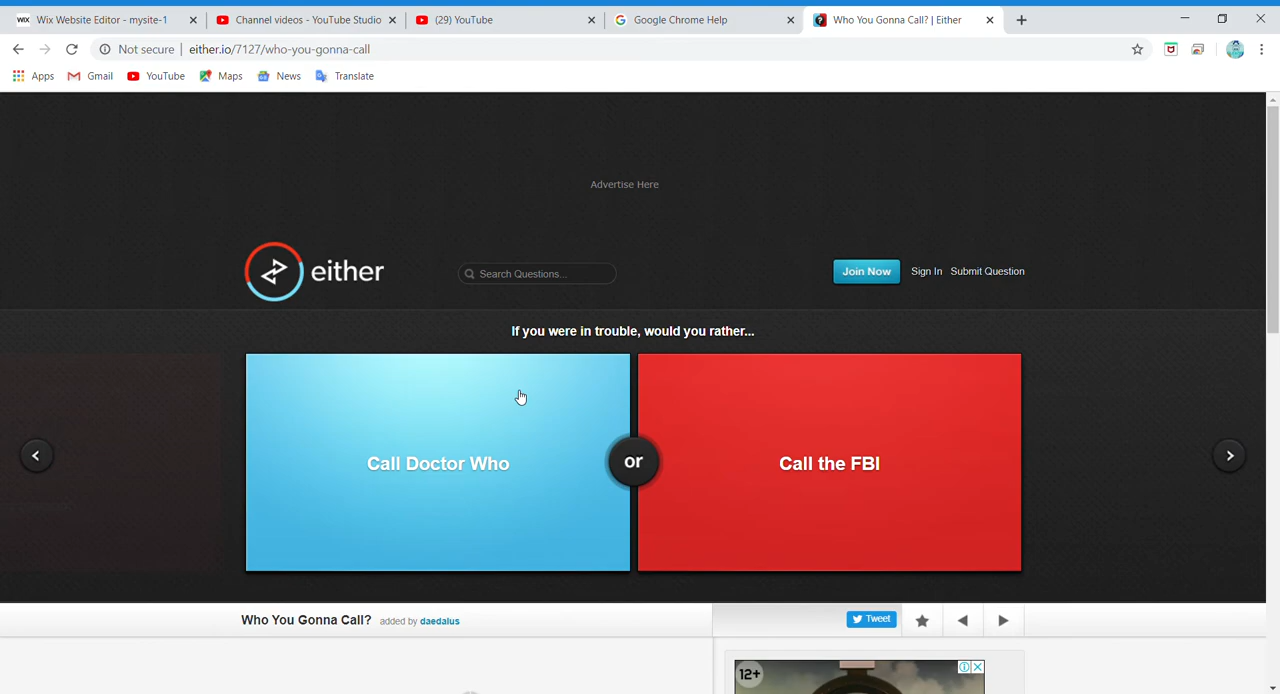 WIX Wix Website Editor - mysite-1
Channel videos - YouTube Studio
(29) YouTube
Google Chrome Help
Who You Gonna Call? | Either
Not secure | either.io/7127/who-you-gonna-call
Apps Gmail YouTube Maps News Translate
Advertise Here
either
Search Questions...
Join Now Sign In Submit Question
If you were in trouble, would you rather...
Call Doctor Who
or
Call the FBI
Who You Gonna Call? added by daedalus
Tweet
12+